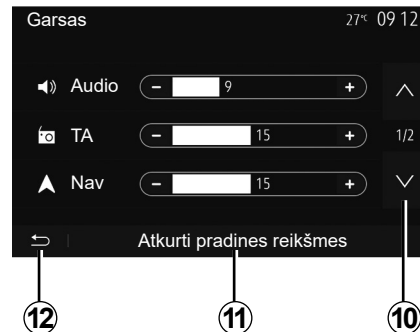 Garsas 27°C 09 12
Audio - 9 +
TA - 15 + 1/2
Nav - 15 +
Atkurti pradines reikšmes
12 11 10